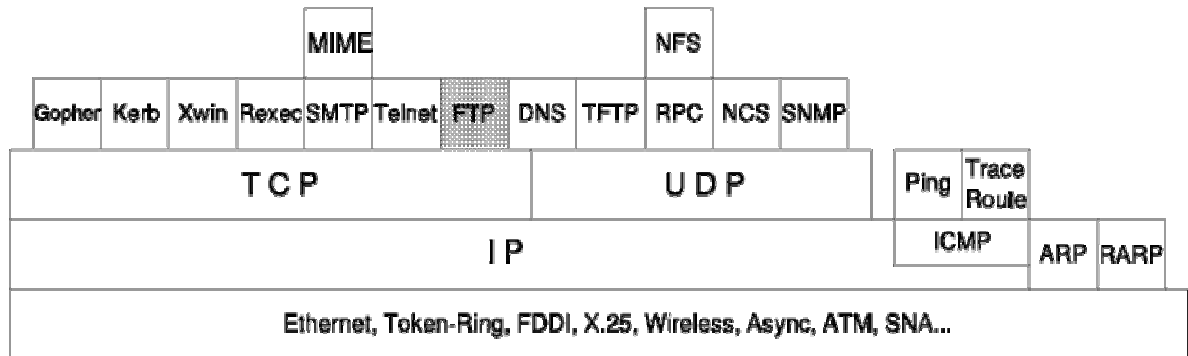 MIME NFS
Gopher Kerb Xwin Rexec SMTP Telnet FTP DNS TFTP RPC NCS SNMP
TCP UDP Ping Trace
Route
IP ICMP ARP RARP
Ethernet, Token-Ring, FDDI, X.25, Wireless, Async, ATM, SNA...